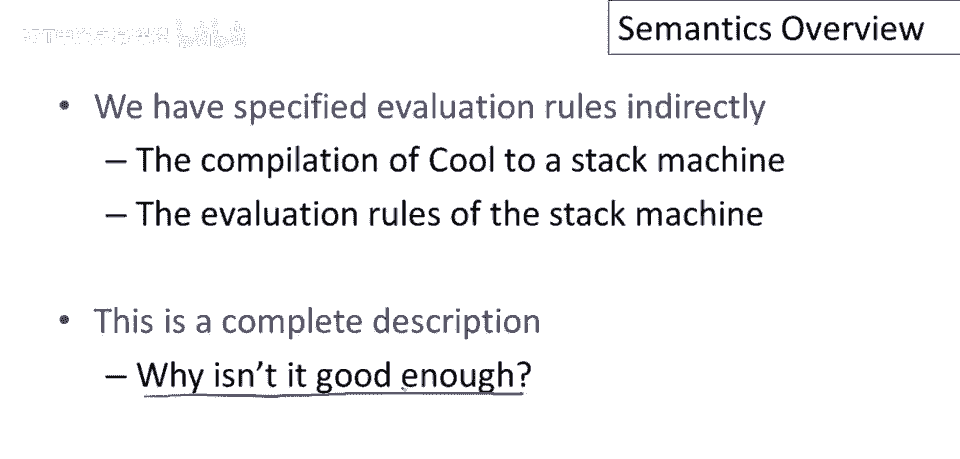 Semantics Overview
• We have specified evaluation rules indirectly
– The compilation of Cool to a stack machine
– The evaluation rules of the stack machine
• This is a complete description
– Why isn't it good enough?